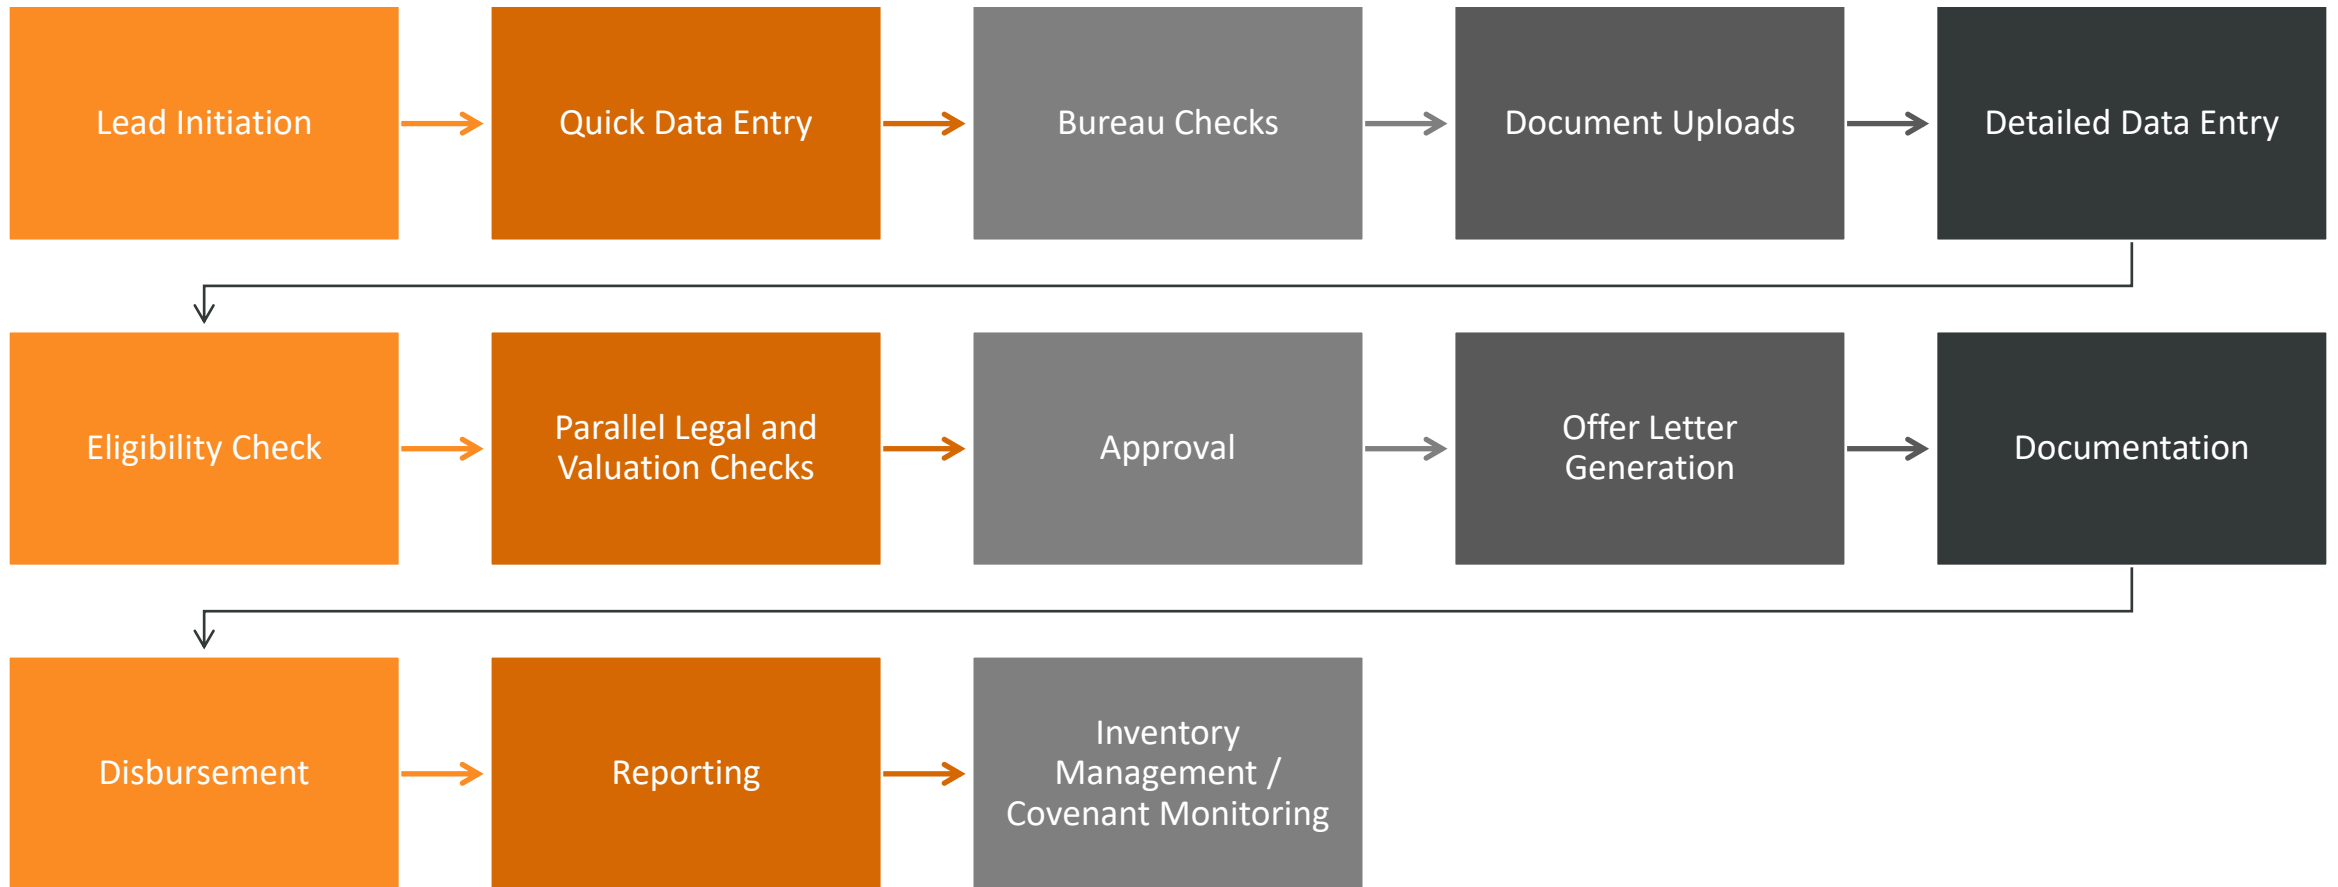 Lead Initiation
Quick Data Entry
Bureau Checks
Document Uploads
Detailed Data Entry
Eligibility Check
Parallel Legal and
Valuation Checks
Approval
Offer Letter
Generation
Documentation
Disbursement
Reporting
Inventory
Management /
Covenant Monitoring